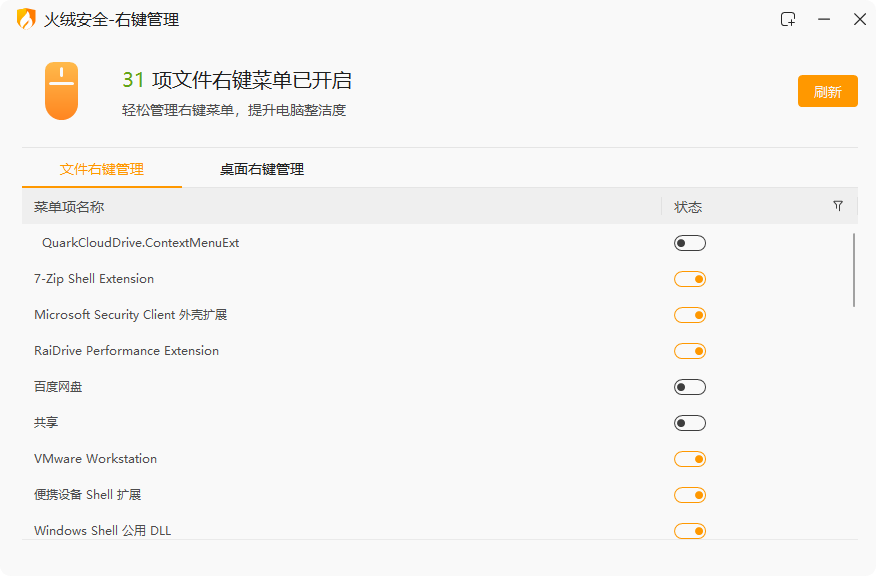 火绒安全-右键管理
31 项文件右键菜单已开启
轻松管理右键菜单，提升电脑整洁度
刷新
文件右键管理 桌面右键管理
菜单项名称 状态
QuarkCloudDrive.ContextMenuExt
7-Zip Shell Extension
Microsoft Security Client 外壳扩展
RaiDrive Performance Extension
百度网盘
共享
VMware Workstation
便携设备 Shell 扩展
Windows Shell 公用 DLL